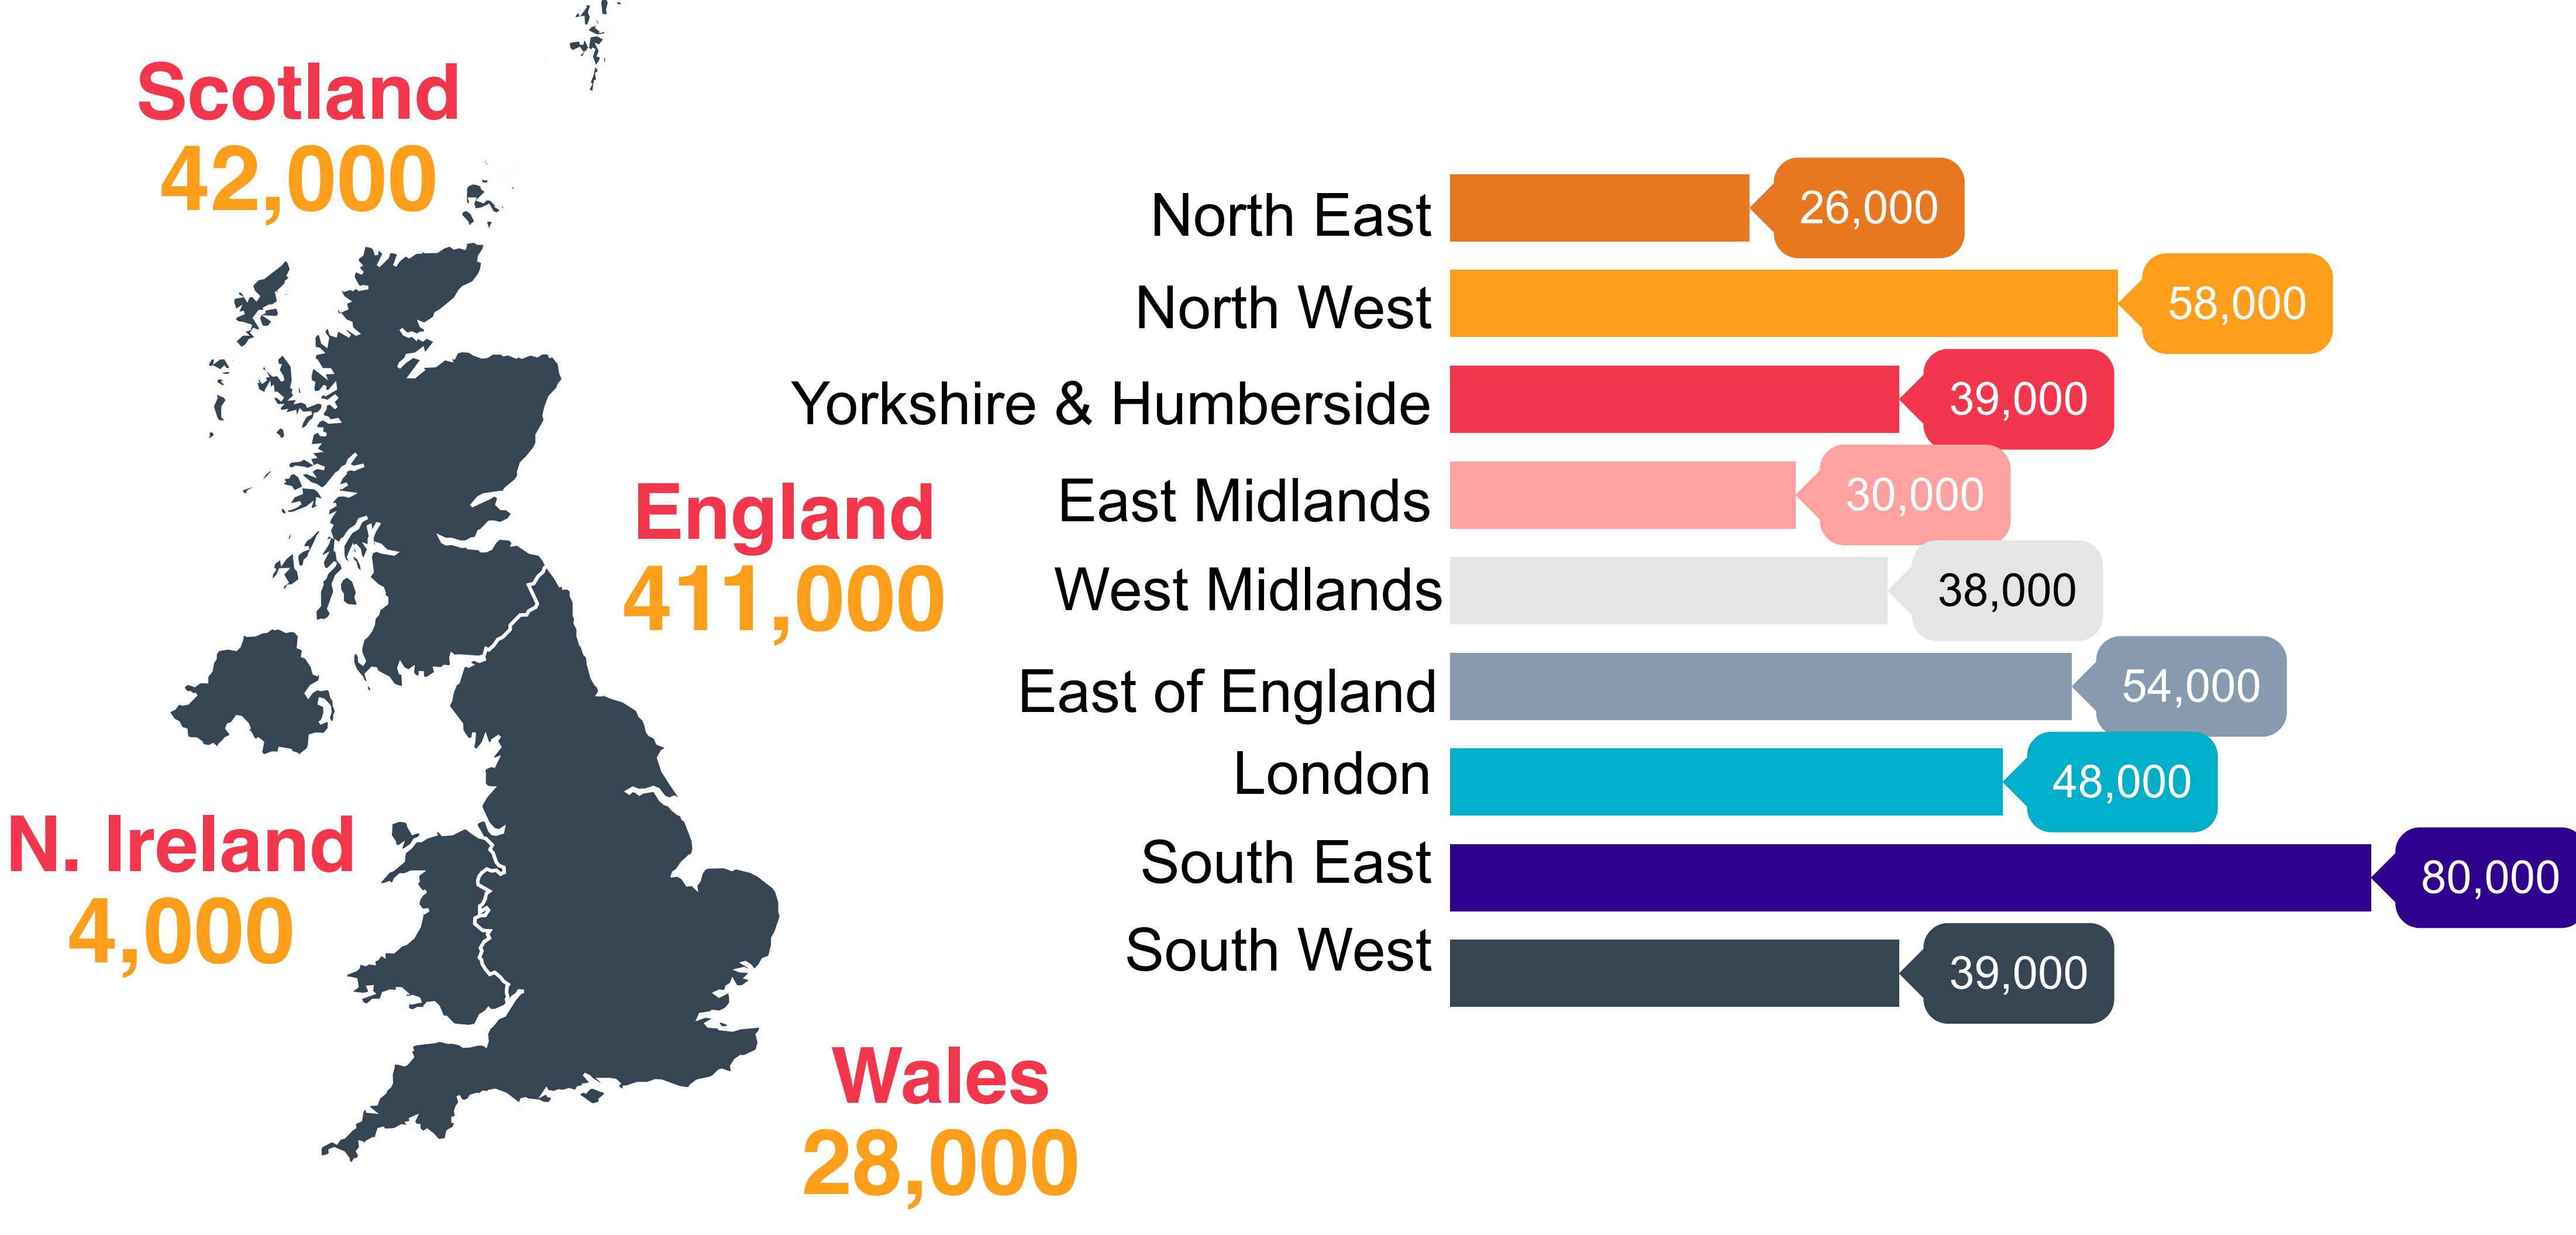 Scotland
42,000
England
411,000
N. Ireland
4,000
Wales
28,000
North East
26,000
North West
58,000
Yorkshire & Humberside
39,000
East Midlands
30,000
West Midlands
38,000
East of England
54,000
London
48,000
South East
80,000
South West
39,000